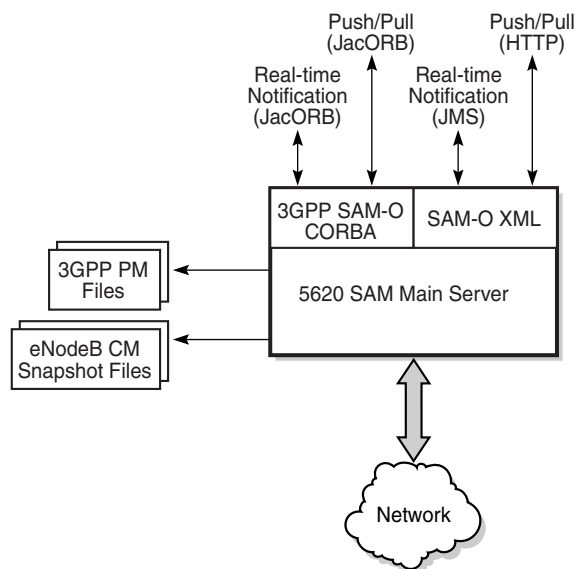 Push/Pull
(JacORB)
Push/Pull
(HTTP)
Real-time
Notification
(JacORB)
Real-time
Notification
(JMS)
3GPP SAM-O
CORBA
SAM-O XML
3GPP PM
Files
5620 SAM Main Server
eNodeB CM
Snapshot Files
Network